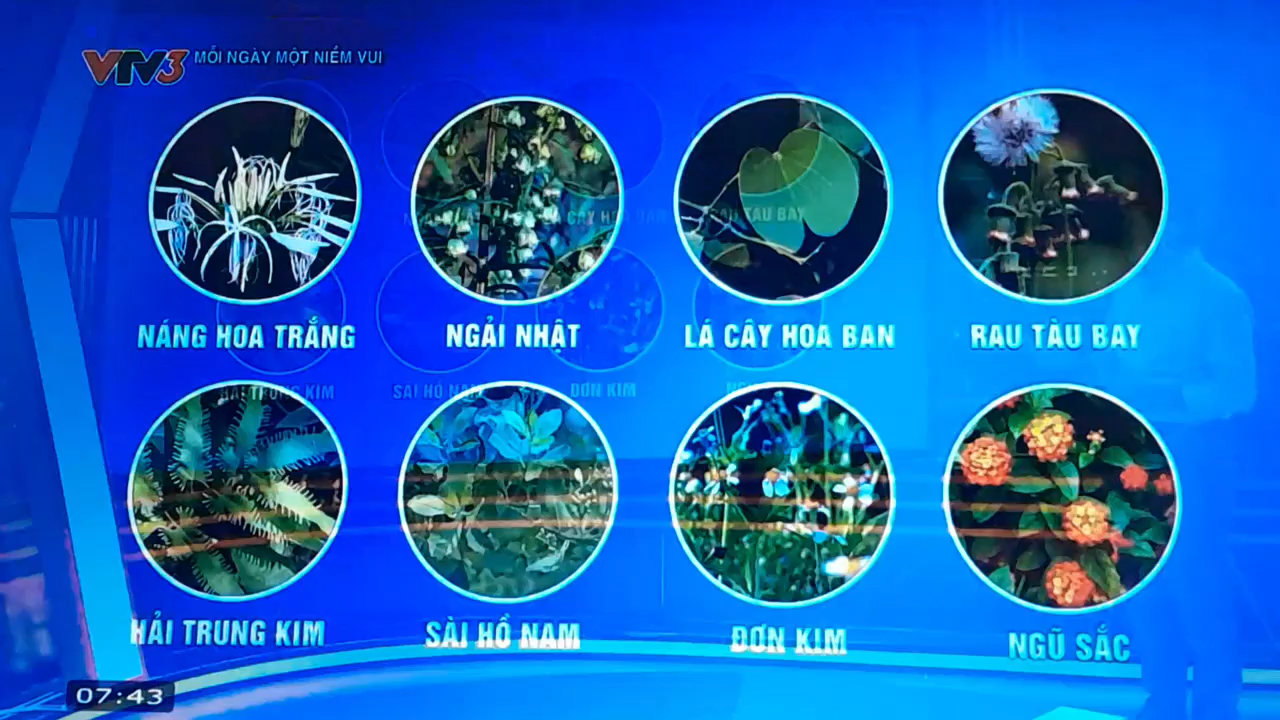 VTV3 MỖI NGÀY MỘT NIỀM VUI
NÁNG HOA TRẮNG
NGẢI NHẬT
LÁ CÂY HOA BAN
RAU TÀU BAY
HẢI TRUNG KIM
SÀI HỒ NAM
ĐƠN KIM
NGŨ SẮC
07:43